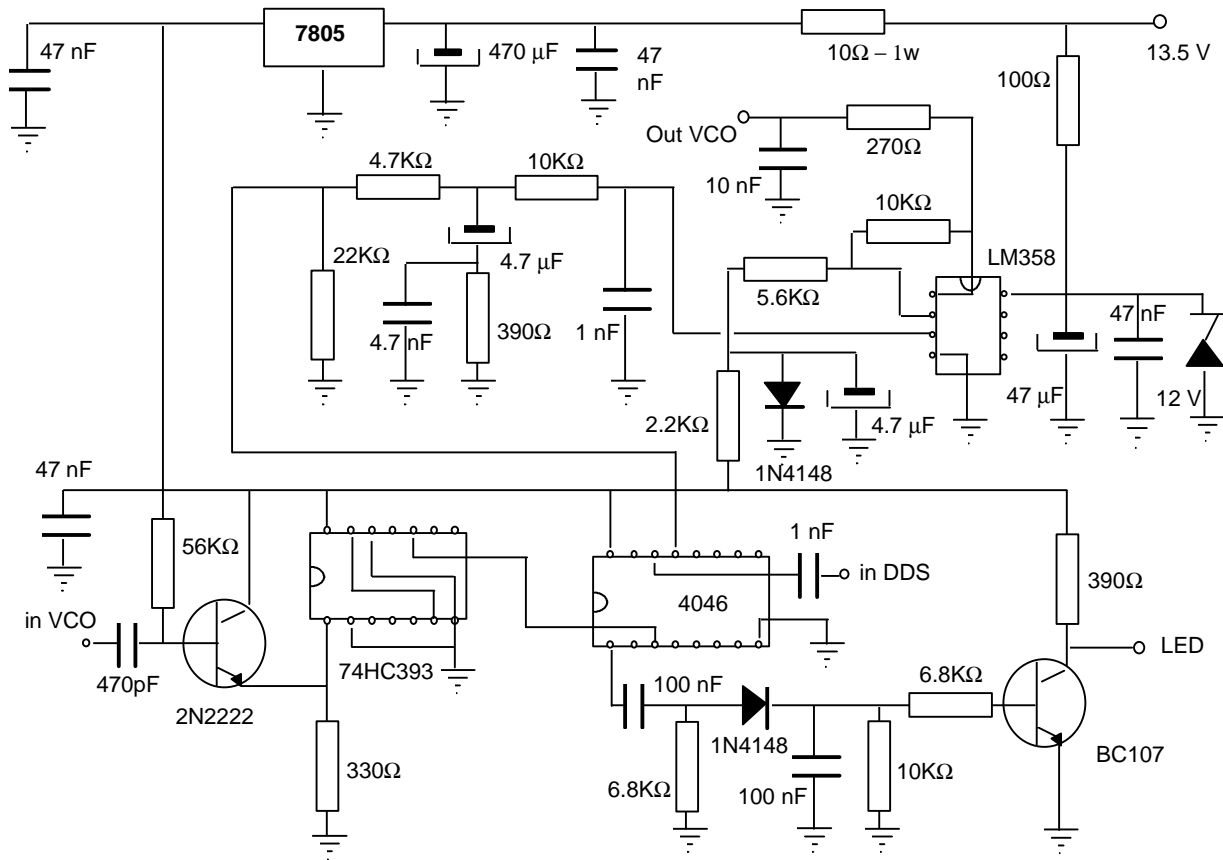 7805
47 nF
470 μF
47
nF
10Ω – 1w
13.5 V
100Ω
Out VCO
270Ω
10 nF
4.7KΩ
10KΩ
10KΩ
LM358
22KΩ
4.7 μF
5.6KΩ
4.7 nF
390Ω
1 nF
47 nF
47 μF
12 V
2.2KΩ
4.7 μF
1N4148
47 nF
56KΩ
1 nF
in DDS
4046
390Ω
in VCO
470pF
74HC393
LED
2N2222
100 nF
6.8KΩ
1N4148
BC107
330Ω
6.8KΩ
100 nF
10KΩ